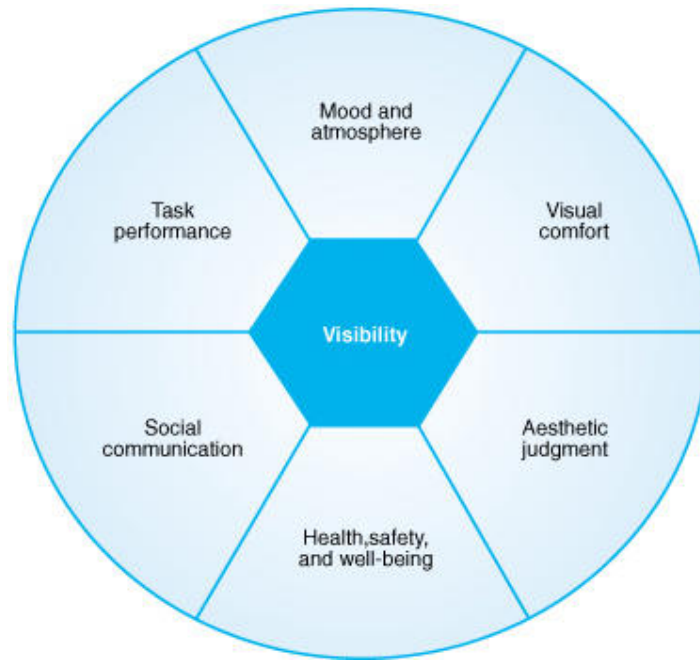 Mood and
atmosphere
Task
performance
Visual
comfort
Visibility
Social
communication
Aesthetic
judgment
Health,safety,
and well-being